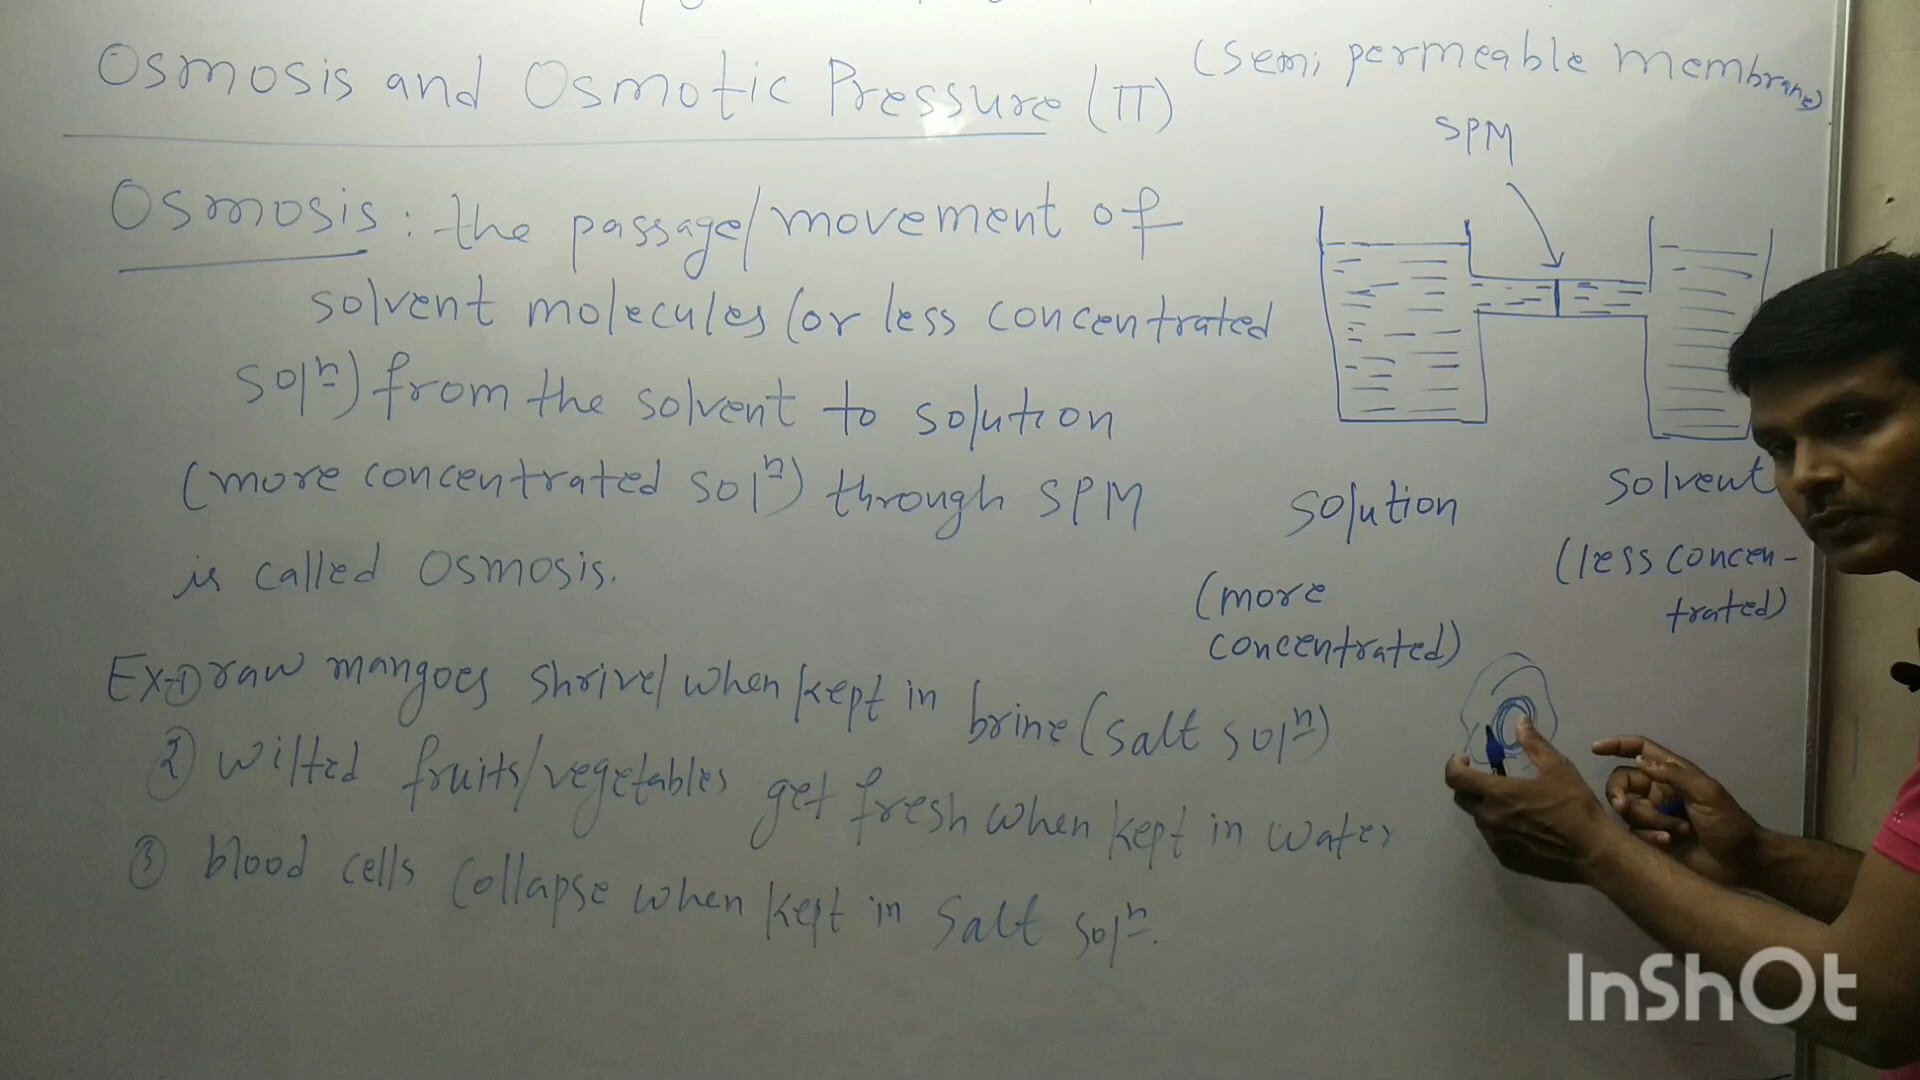 Osmosis and Osmotic Pressure (π)
(Semi permeable membrane)
SPM
Osmosis: the passage/movement of
solvent molecules (or less concentrated
solⁿ) from the solvent to solution
(more concentrated solⁿ) through SPM
is called Osmosis.
solution
solvent
(more
concentrated)
(less concen-
trated)
Ex-① raw mangoes shrivel when kept in brine (salt solⁿ)
② wilted fruits/vegetables get fresh when kept in water
③ blood cells collapse when kept in salt solⁿ.
InShOt